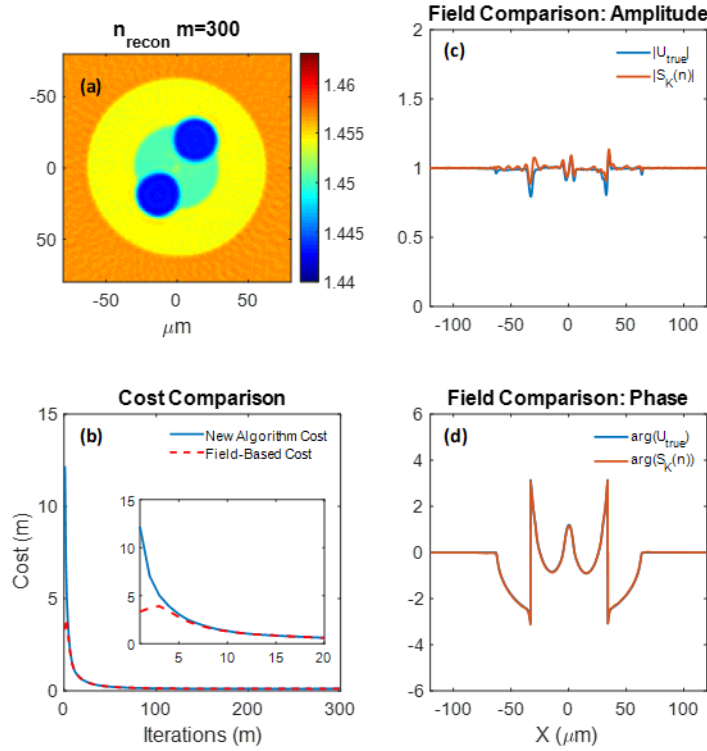 n_recon m=300
(a)
-50
0
50
-50 0 50
μm
1.46
1.455
1.45
1.445
1.44
Field Comparison: Amplitude
(c)
|U_true|
|S_K(n)|
2
1.5
1
0.5
0
-100 -50 0 50 100
Cost Comparison
(b)
New Algorithm Cost
Field-Based Cost
Cost (m)
15
10
5
0
15
10
5
0
5 10 15 20
0 100 200 300
Iterations (m)
Field Comparison: Phase
(d)
arg(U_true)
arg(S_K(n))
6
4
2
0
-2
-4
-6
-100 -50 0 50 100
X (μm)